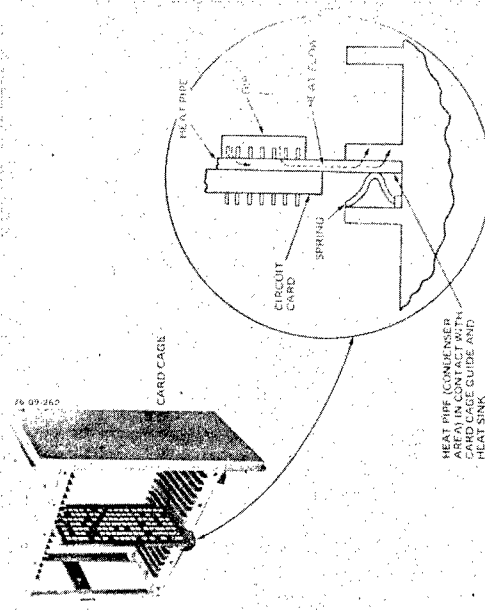 HEAT PIPE
DIP
HEAT FLOW
SPRING
CIRCUIT
CARD
CARD CAGE
HEAT PIPE (CONDENSER
AREA) IN CONTACT WITH
CARD CAGE GUIDE AND
HEAT SINK